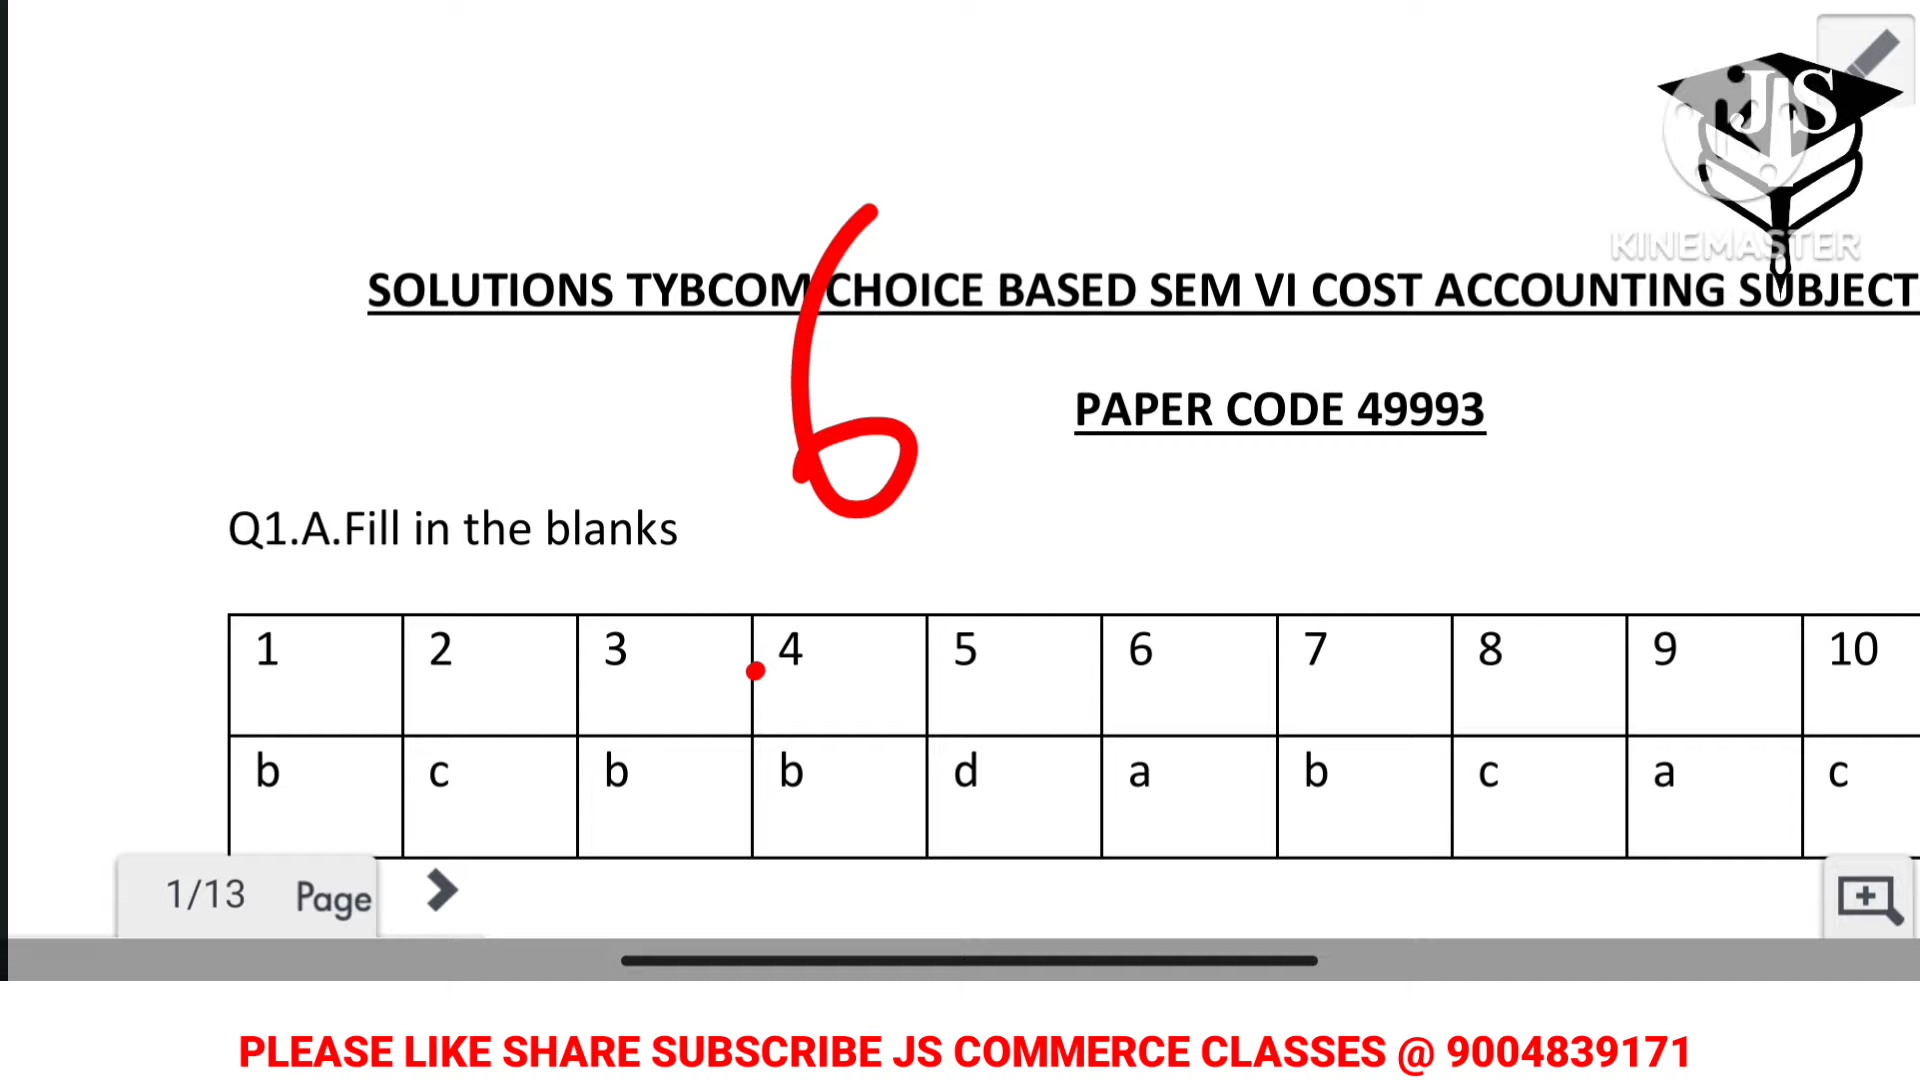 JS
KINEMASTER
6
SOLUTIONS TYBCOM CHOICE BASED SEM VI COST ACCOUNTING SUBJECT
PAPER CODE 49993
Q1.A.Fill in the blanks
1 2 3 4 5 6 7 8 9 10
b c b b d a b c a c
1/13 Page
PLEASE LIKE SHARE SUBSCRIBE JS COMMERCE CLASSES @ 9004839171